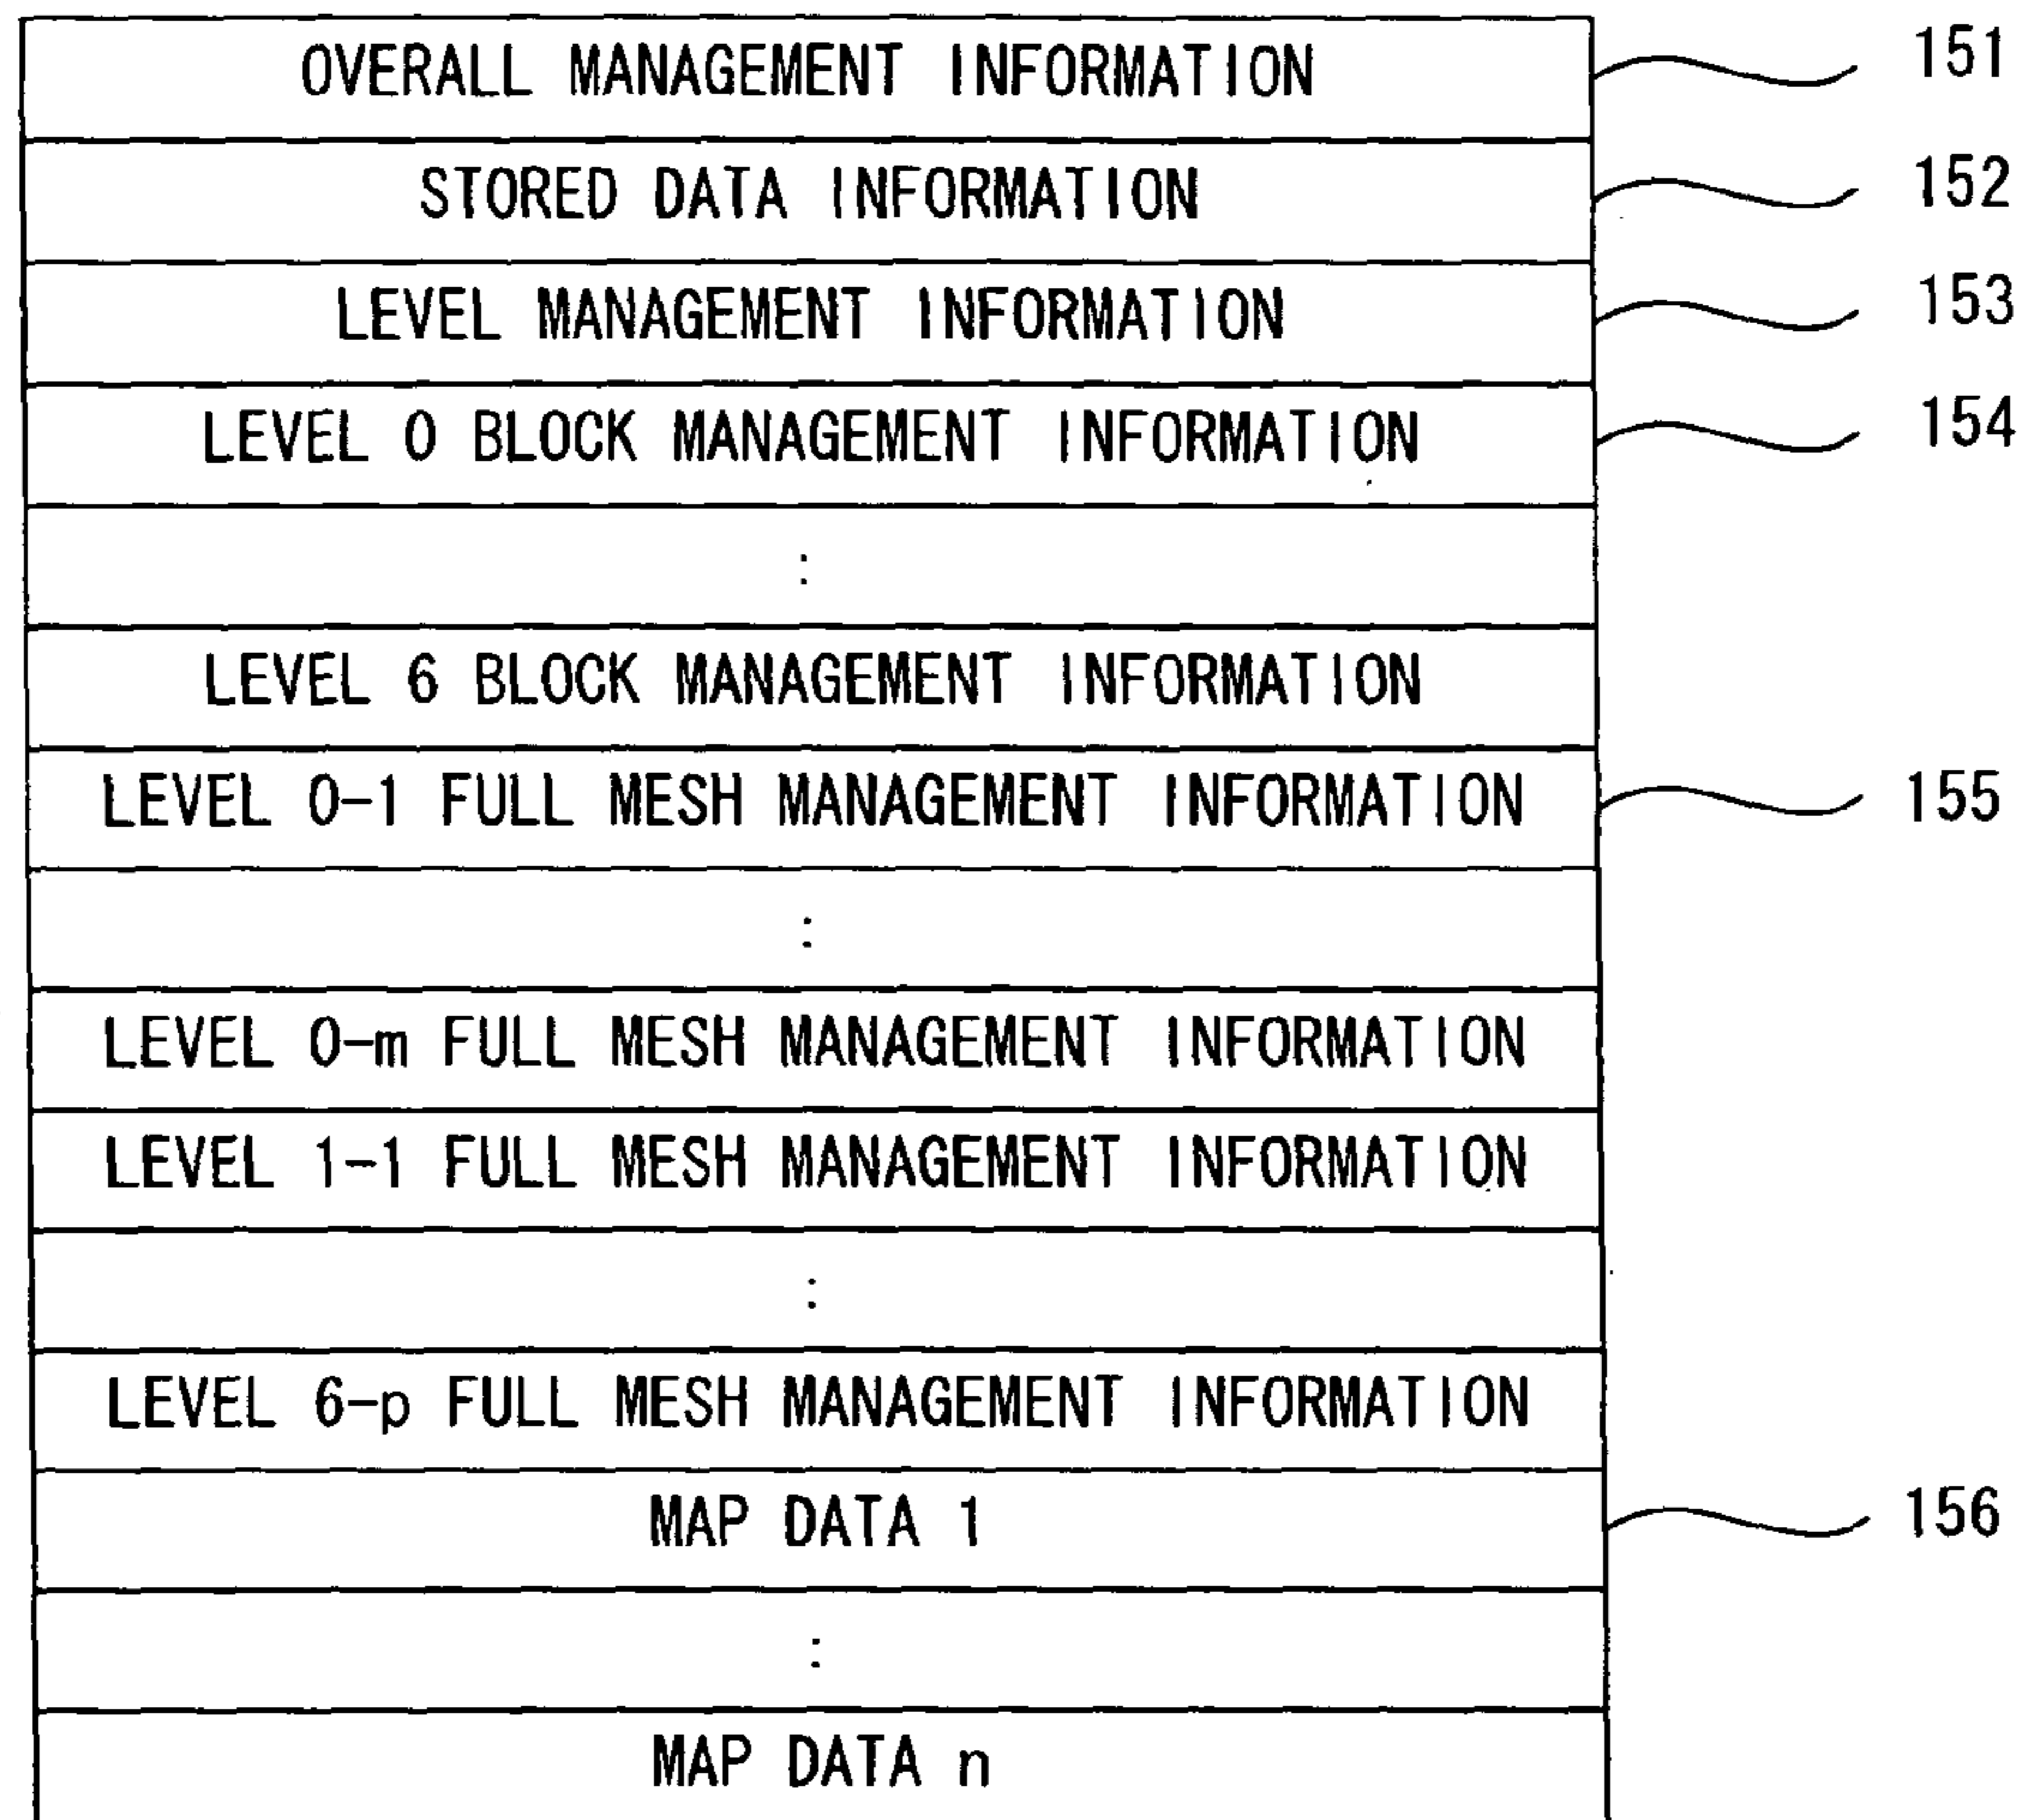 OVERALL MANAGEMENT INFORMATION 151
STORED DATA INFORMATION 152
LEVEL MANAGEMENT INFORMATION 153
LEVEL 0 BLOCK MANAGEMENT INFORMATION 154
:
LEVEL 6 BLOCK MANAGEMENT INFORMATION
LEVEL 0-1 FULL MESH MANAGEMENT INFORMATION 155
:
LEVEL 0-m FULL MESH MANAGEMENT INFORMATION
LEVEL 1-1 FULL MESH MANAGEMENT INFORMATION
:
LEVEL 6-p FULL MESH MANAGEMENT INFORMATION
MAP DATA 1 156
:
MAP DATA n